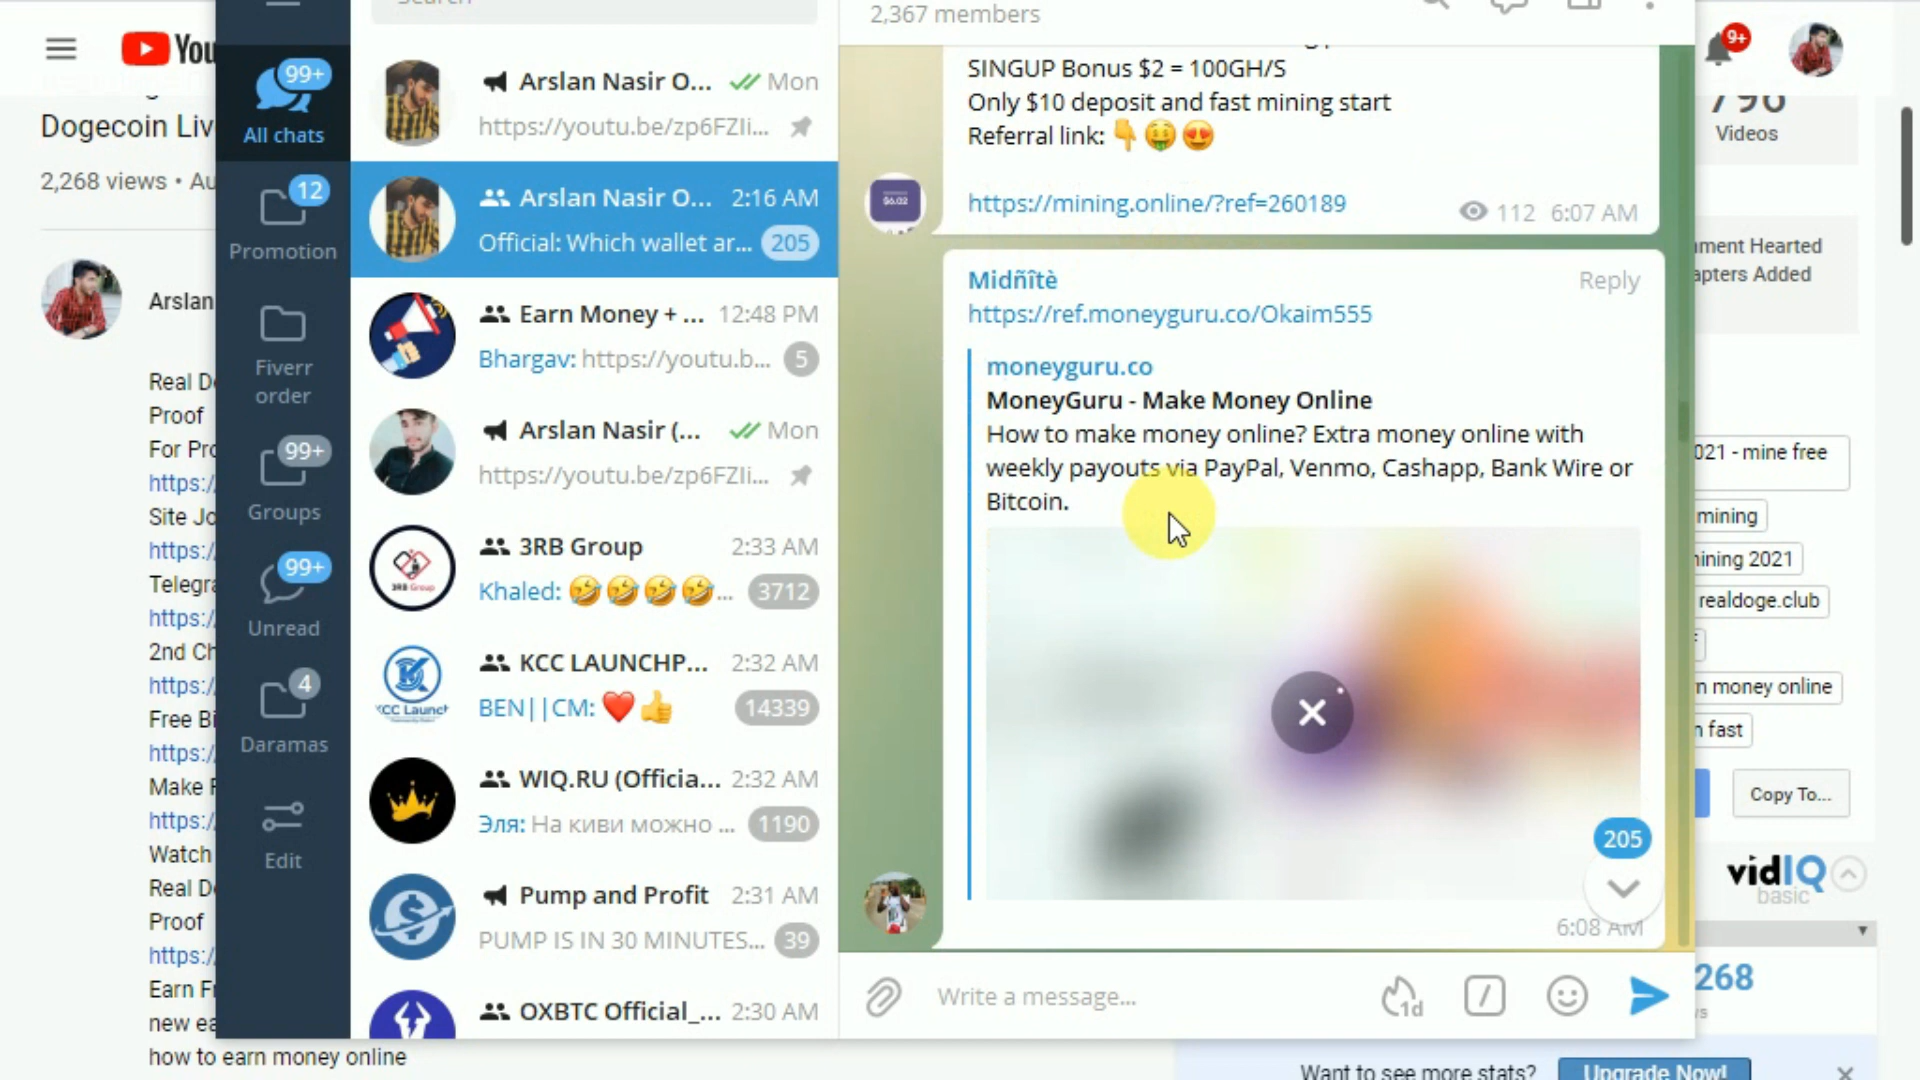 You
Dogecoin Liv
2,268 views • Au
Arslan
Real D
Proof
For Pro
https:/
Site Jo
https:/
Telegra
https:/
2nd Ch
https:/
Free Bi
https:/
Make F
https:/
Watch
Real D
Proof
https:/
Earn Fr
new ea
how to earn money online
99+
All chats
12
Promotion
Fiverr
order
99+
Groups
99+
Unread
4
Daramas
Edit
Search
Arslan Nasir O... Mon
https://youtu.be/zp6FZIi...
Arslan Nasir O... 2:16 AM
Official: Which wallet ar... 205
Earn Money + ... 12:48 PM
Bhargav: https://youtu.b... 5
Arslan Nasir (... Mon
https://youtu.be/zp6FZIi...
3RB Group 2:33 AM
Khaled: 🤣🤣🤣🤣... 3712
KCC LAUNCHP... 2:32 AM
BEN||CM: ❤️👍 14339
WIQ.RU (Officia... 2:32 AM
Эля: На киви можно ... 1190
Pump and Profit 2:31 AM
PUMP IS IN 30 MINUTES... 39
OXBTC Official_... 2:30 AM
2,367 members
SINGUP Bonus $2 = 100GH/S
Only $10 deposit and fast mining start
Referral link: 👇🤑😍
https://mining.online/?ref=260189
112 6:07 AM
Midñîtè Reply
https://ref.moneyguru.co/Okaim555
moneyguru.co
MoneyGuru - Make Money Online
How to make money online? Extra money online with
weekly payouts via PayPal, Venmo, Cashapp, Bank Wire or
Bitcoin.
205
6:08 AM
Write a message...
1d
9+
796
Videos
ment Hearted
apters Added
021 - mine free
mining
ining 2021
realdoge.club
n money online
n fast
Copy To...
vidIQ
basic
268
Want to see more stats? Upgrade Now!